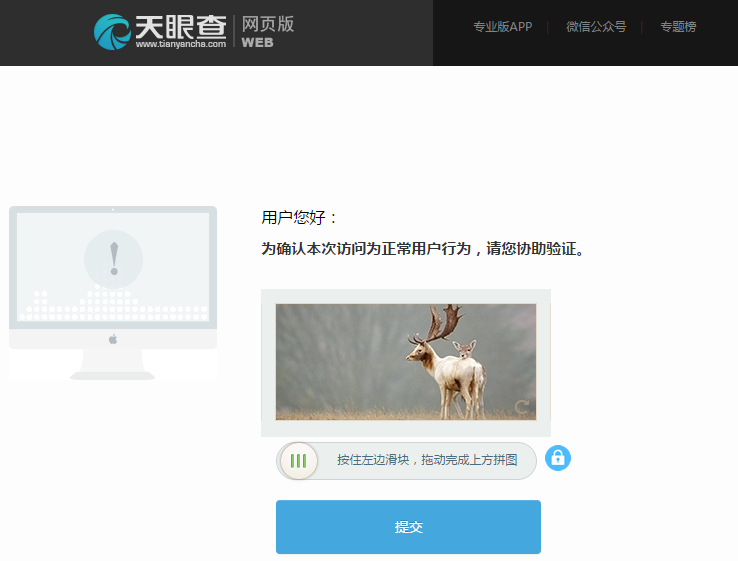 天眼查
www.tianyancha.com
网页版
WEB
专业版APP
微信公众号
专题榜
用户您好：
为确认本次访问为正常用户行为，请您协助验证。
按住左边滑块，拖动完成上方拼图
提交